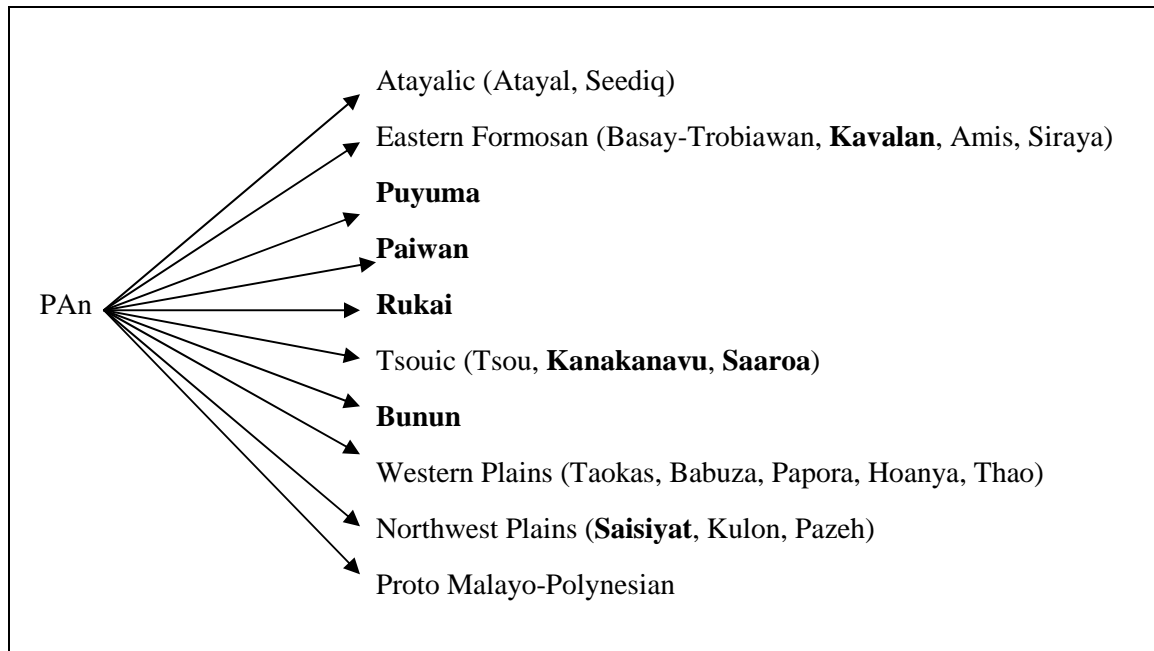 Atayalic (Atayal, Seediq)
Eastern Formosan (Basay-Trobiawan, Kavalan, Amis, Siraya)
Puyuma
Paiwan
PAn
Rukai
Tsouic (Tsou, Kanakanavu, Saaroa)
Bunun
Western Plains (Taokas, Babuza, Papora, Hoanya, Thao)
Northwest Plains (Saisiyat, Kulon, Pazeh)
Proto Malayo-Polynesian